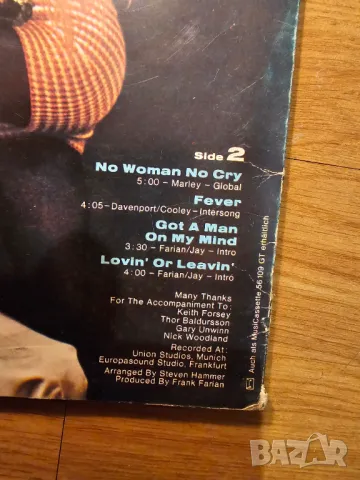 Side 2
No Woman No Cry
5:00 – Marley – Global
Fever
4:05 – Davenport/Cooley – Intersong
Got A Man
On My Mind
3:30 – Farian/Jay – Intro
Lovin' Or Leavin'
4:00 – Farian/Jay – Intro
Many Thanks
For The Accompaniment To:
Keith Forsey
Thor Baldursson
Gary Unwinn
Nick Woodland
Recorded At:
Union Studios, Munich
Europasound Studio, Frankfurt
Arranged By Steven Hammer
Produced By Frank Farian
Auch als MusiCassette 56 109 GT erhältlich
BAZAR
bg